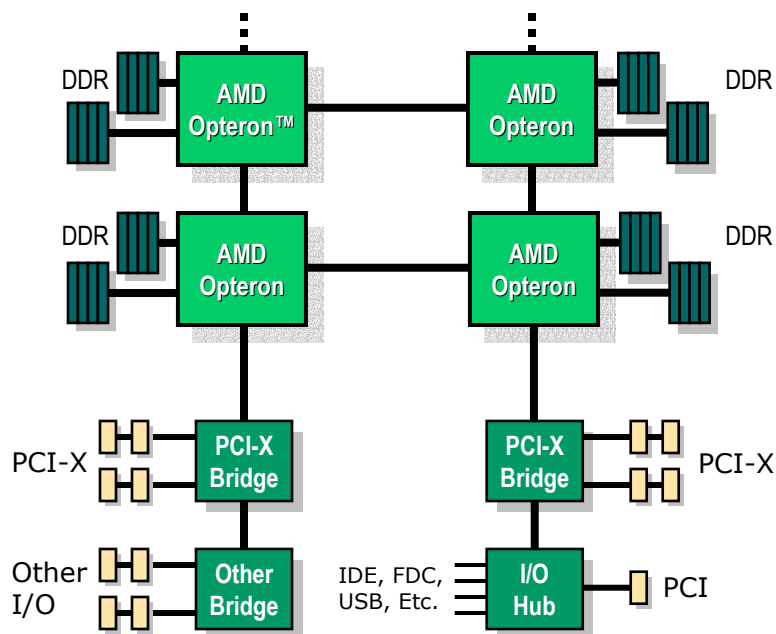 DDR
AMD
Opteron™
AMD
Opteron
DDR
DDR
AMD
Opteron
AMD
Opteron
DDR
PCI-X
PCI-X
Bridge
PCI-X
Bridge
PCI-X
Other
I/O
Other
Bridge
IDE, FDC,
USB, Etc.
I/O
Hub
PCI